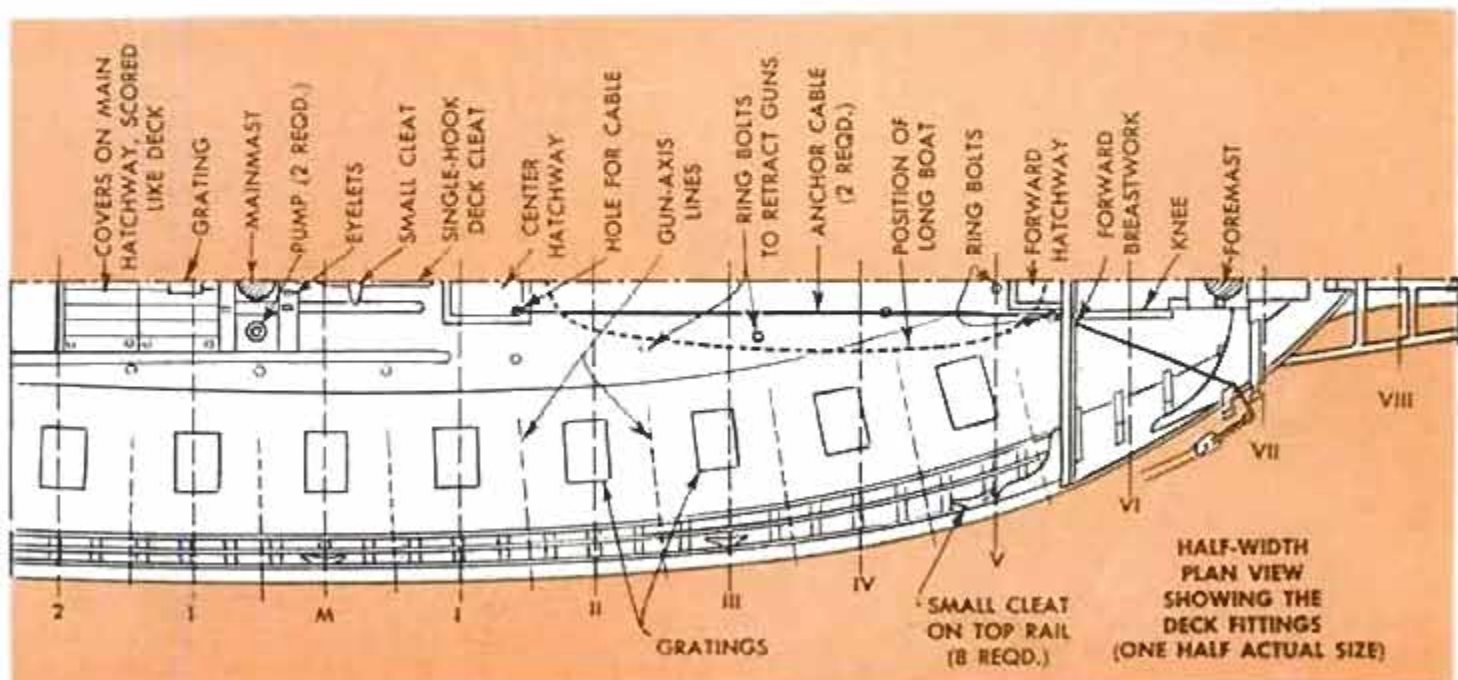 COVERS ON MAIN
HATCHWAY, SCORED
LIKE DECK
GRATING
MAINMAST
PUMP (2 REQD.)
EYELETS
SMALL CLEAT
SINGLE-HOOK
DECK CLEAT
CENTER
HATCHWAY
HOLE FOR CABLE
GUN-AXIS
LINES
RING BOLTS
TO RETRACT GUNS
ANCHOR CABLE
(2 REQD.)
POSITION OF
LONG BOAT
RING BOLTS
FORWARD
HATCHWAY
FORWARD
BREASTWORK
KNEE
FOREMAST
2
1
M
I
II
III
IV
V
VI
VII
VIII
GRATINGS
SMALL CLEAT
ON TOP RAIL
(8 REQD.)
HALF-WIDTH
PLAN VIEW
SHOWING THE
DECK FITTINGS
(ONE HALF ACTUAL SIZE)